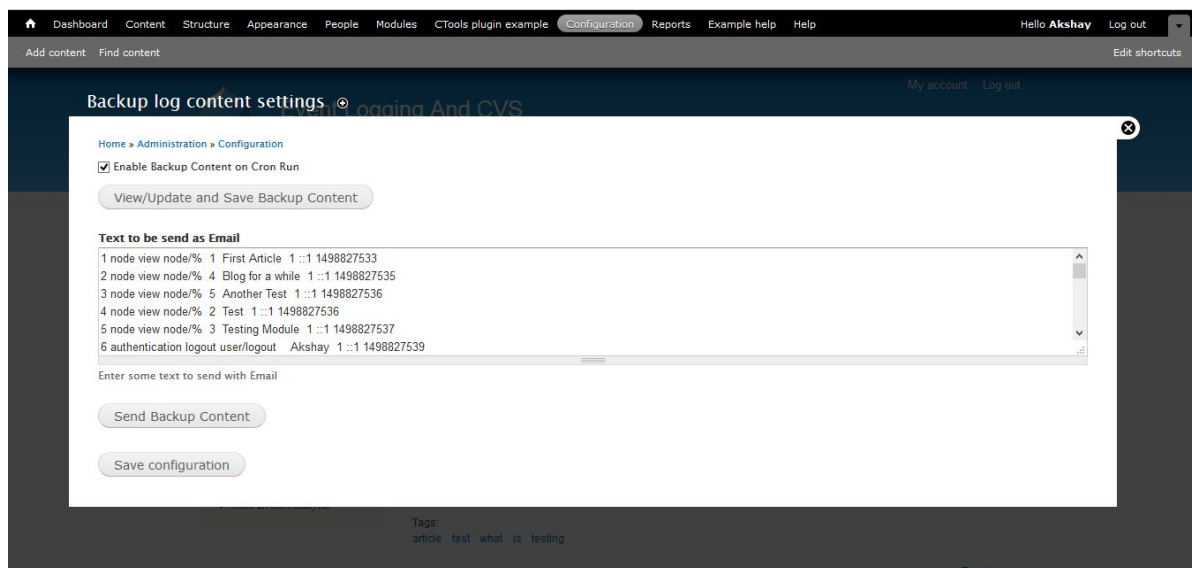 Dashboard Content Structure Appearance People Modules CTools plugin example Configuration Reports Example help Help Hello Akshay Log out
Add content Find content Edit shortcuts
My account Log out
Backup log content settings
Event Logging And CVS
Home » Administration » Configuration
Enable Backup Content on Cron Run
View/Update and Save Backup Content
Text to be send as Email
1 node view node/% 1 First Article 1 ::1 1498827533
2 node view node/% 4 Blog for a while 1 ::1 1498827535
3 node view node/% 5 Another Test 1 ::1 1498827536
4 node view node/% 2 Test 1 ::1 1498827536
5 node view node/% 3 Testing Module 1 ::1 1498827537
6 authentication logout user/logout Akshay 1 ::1 1498827539
Enter some text to send with Email
Send Backup Content
Save configuration
Tags:
article test what is testing